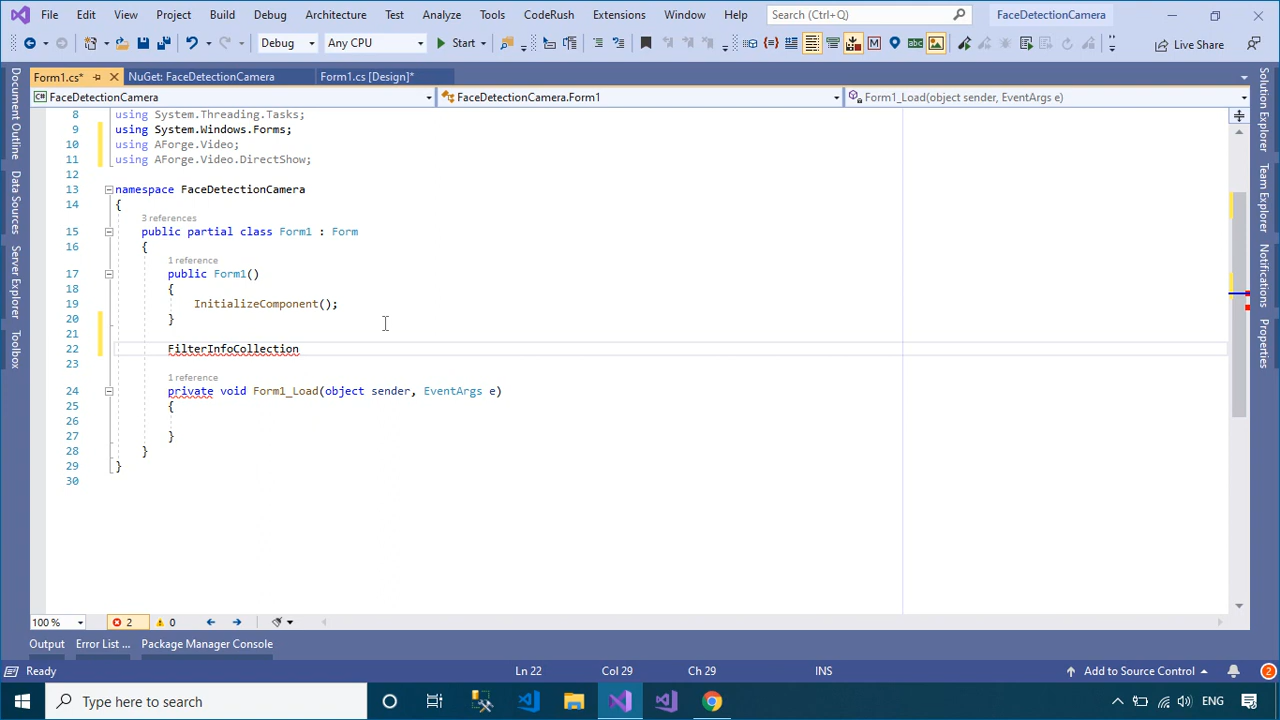 File Edit View Project Build Debug Architecture Test Analyze Tools CodeRush Extensions Window Help Search (Ctrl+Q) FaceDetectionCamera
Debug Any CPU Start Live Share
Form1.cs* NuGet: FaceDetectionCamera Form1.cs [Design]*
FaceDetectionCamera FaceDetectionCamera.Form1 Form1_Load(object sender, EventArgs e)
8 using System.Threading.Tasks;
9 using System.Windows.Forms;
10 using AForge.Video;
11 using AForge.Video.DirectShow;
12
13 namespace FaceDetectionCamera
14 {
3 references
15 public partial class Form1 : Form
16 {
1 reference
17 public Form1()
18 {
19 InitializeComponent();
20 }
21
22 FilterInfoCollection
23
1 reference
24 private void Form1_Load(object sender, EventArgs e)
25 {
26
27 }
28 }
29 }
30
Document Outline
Data Sources
Server Explorer
Toolbox
Solution Explorer
Team Explorer
Notifications
Properties
100 % 2 0
Output Error List ... Package Manager Console
Ready Ln 22 Col 29 Ch 29 INS Add to Source Control 2
Type here to search ENG